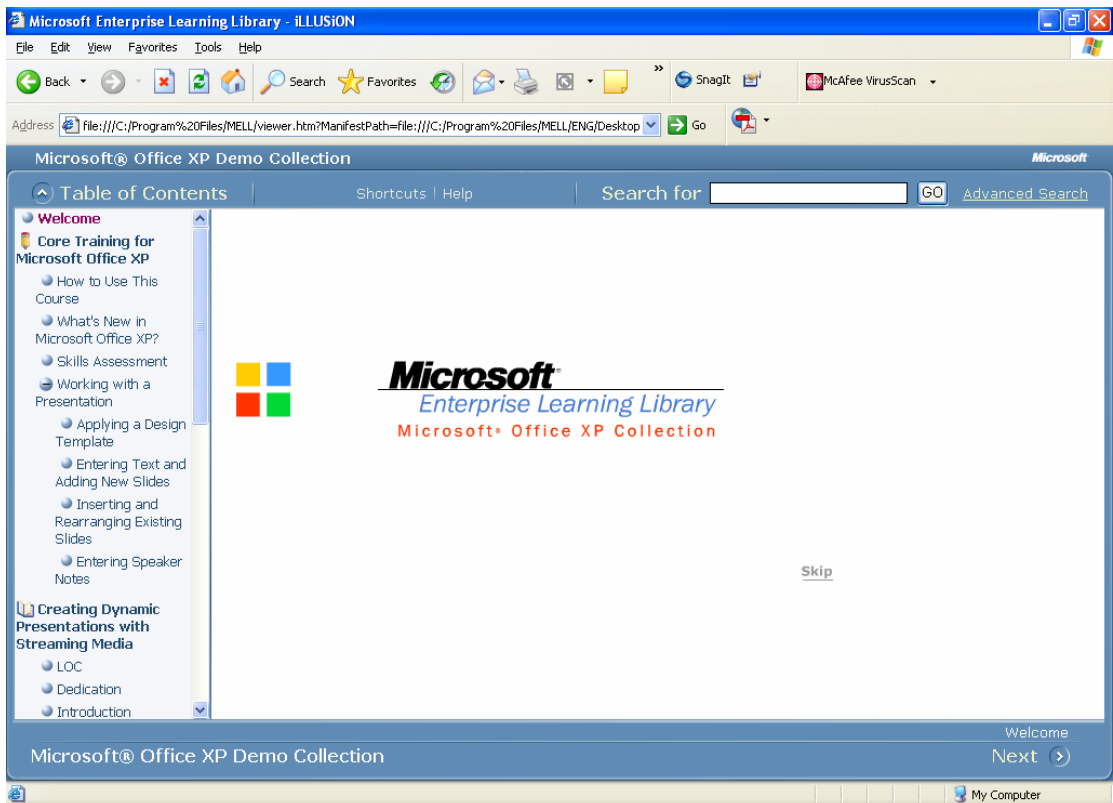 Microsoft Enterprise Learning Library - iLLUSiON
File Edit View Favorites Tools Help
Back Search Favorites » SnagIt McAfee VirusScan
Address file:///C:/Program%20Files/MELL/viewer.htm?ManifestPath=file:///C:/Program%20Files/MELL/ENG/Desktop Go
Microsoft® Office XP Demo Collection Microsoft
Table of Contents Shortcuts | Help Search for GO Advanced Search
Welcome
Core Training for
Microsoft Office XP
How to Use This
Course
What's New in
Microsoft Office XP?
Skills Assessment
Working with a
Presentation
Applying a Design
Template
Entering Text and
Adding New Slides
Inserting and
Rearranging Existing
Slides
Entering Speaker
Notes
Creating Dynamic
Presentations with
Streaming Media
LOC
Dedication
Introduction
Microsoft
Enterprise Learning Library
Microsoft® Office XP Collection
Skip
Welcome
Microsoft® Office XP Demo Collection Next
My Computer